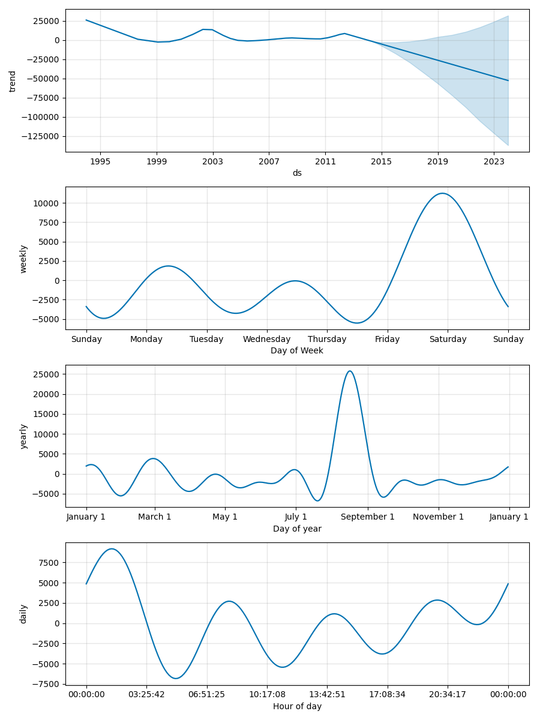 25000
0
−25000
−50000
−75000
−100000
−125000
trend
1995 1999 2003 2007 2011 2015 2019 2023
ds
10000
7500
5000
2500
0
−2500
−5000
weekly
Sunday Monday Tuesday Wednesday Thursday Friday Saturday Sunday
Day of Week
25000
20000
15000
10000
5000
0
−5000
yearly
January 1 March 1 May 1 July 1 September 1 November 1 January 1
Day of year
7500
5000
2500
0
−2500
−5000
−7500
daily
00:00:00 03:25:42 06:51:25 10:17:08 13:42:51 17:08:34 20:34:17 00:00:00
Hour of day